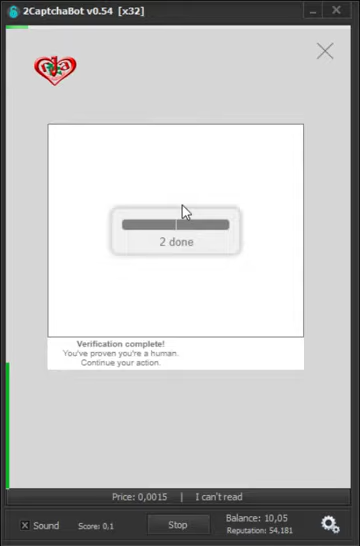 2CaptchaBot v0.54 [x32]
2 done
Verification complete!
You've proven you're a human.
Continue your action.
Price: 0,0015 | I can't read
Sound
Score: 0,1
Stop
Balance: 10,05
Reputation: 54,181